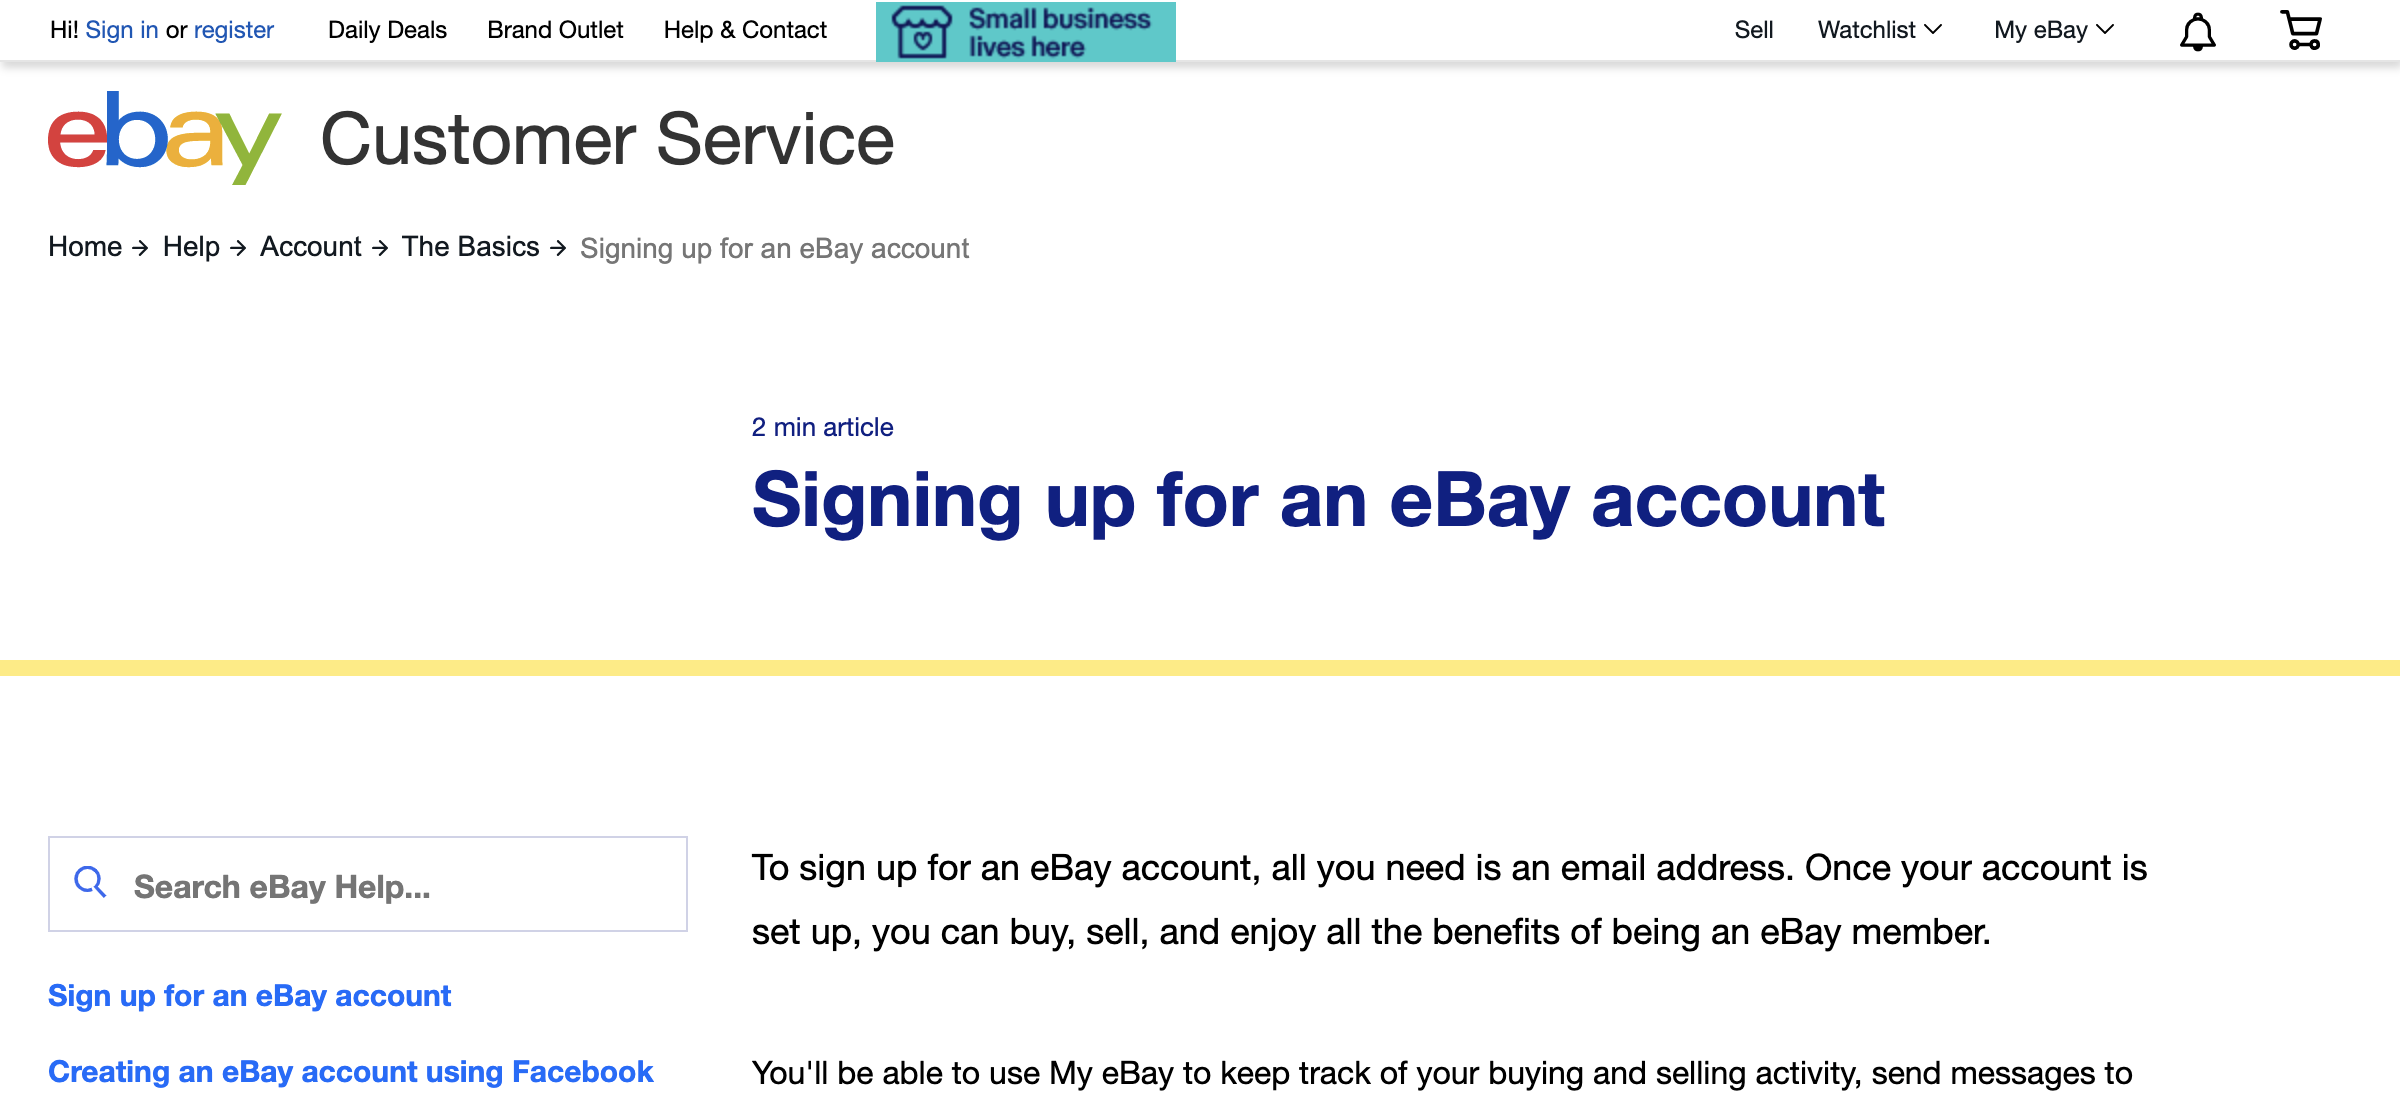 Hi! Sign in or register Daily Deals Brand Outlet Help & Contact Small business lives here Sell Watchlist My eBay
ebay Customer Service
Home → Help → Account → The Basics → Signing up for an eBay account
2 min article
Signing up for an eBay account
Search eBay Help...
Sign up for an eBay account
Creating an eBay account using Facebook
To sign up for an eBay account, all you need is an email address. Once your account is
set up, you can buy, sell, and enjoy all the benefits of being an eBay member.
You'll be able to use My eBay to keep track of your buying and selling activity, send messages to